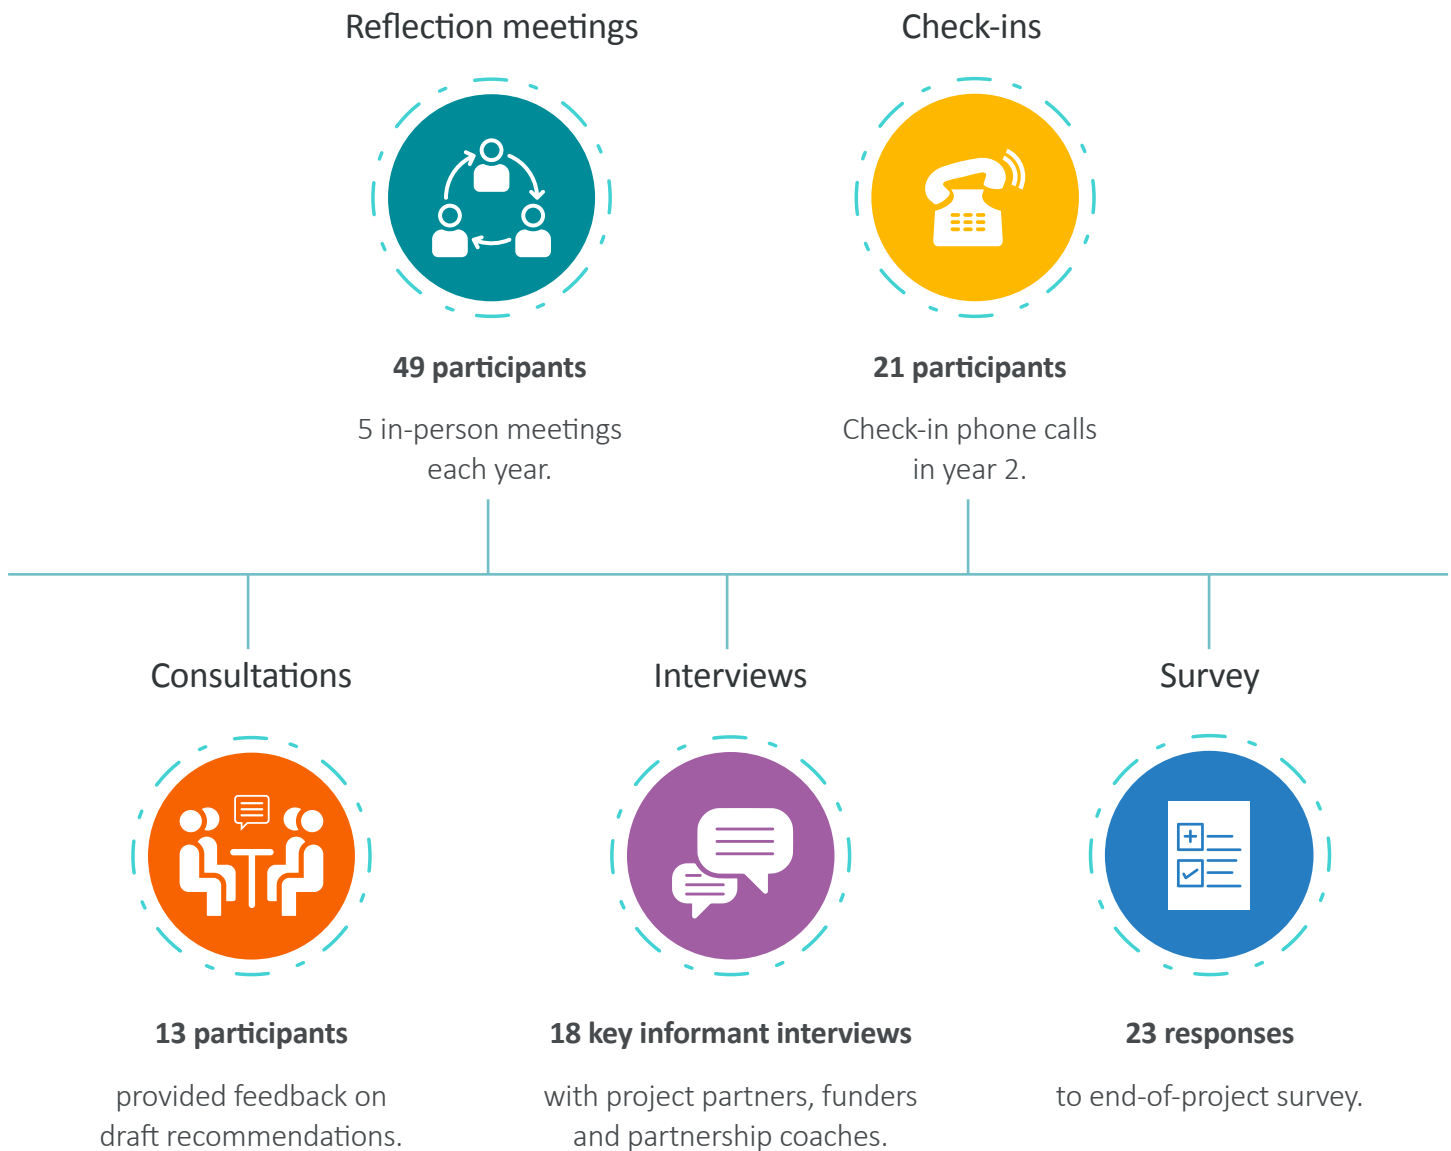 Reflection meetings
49 participants
5 in-person meetings
each year.
Check-ins
21 participants
Check-in phone calls
in year 2.
Consultations
13 participants
provided feedback on
draft recommendations.
Interviews
18 key informant interviews
with project partners, funders
and partnership coaches.
Survey
23 responses
to end-of-project survey.